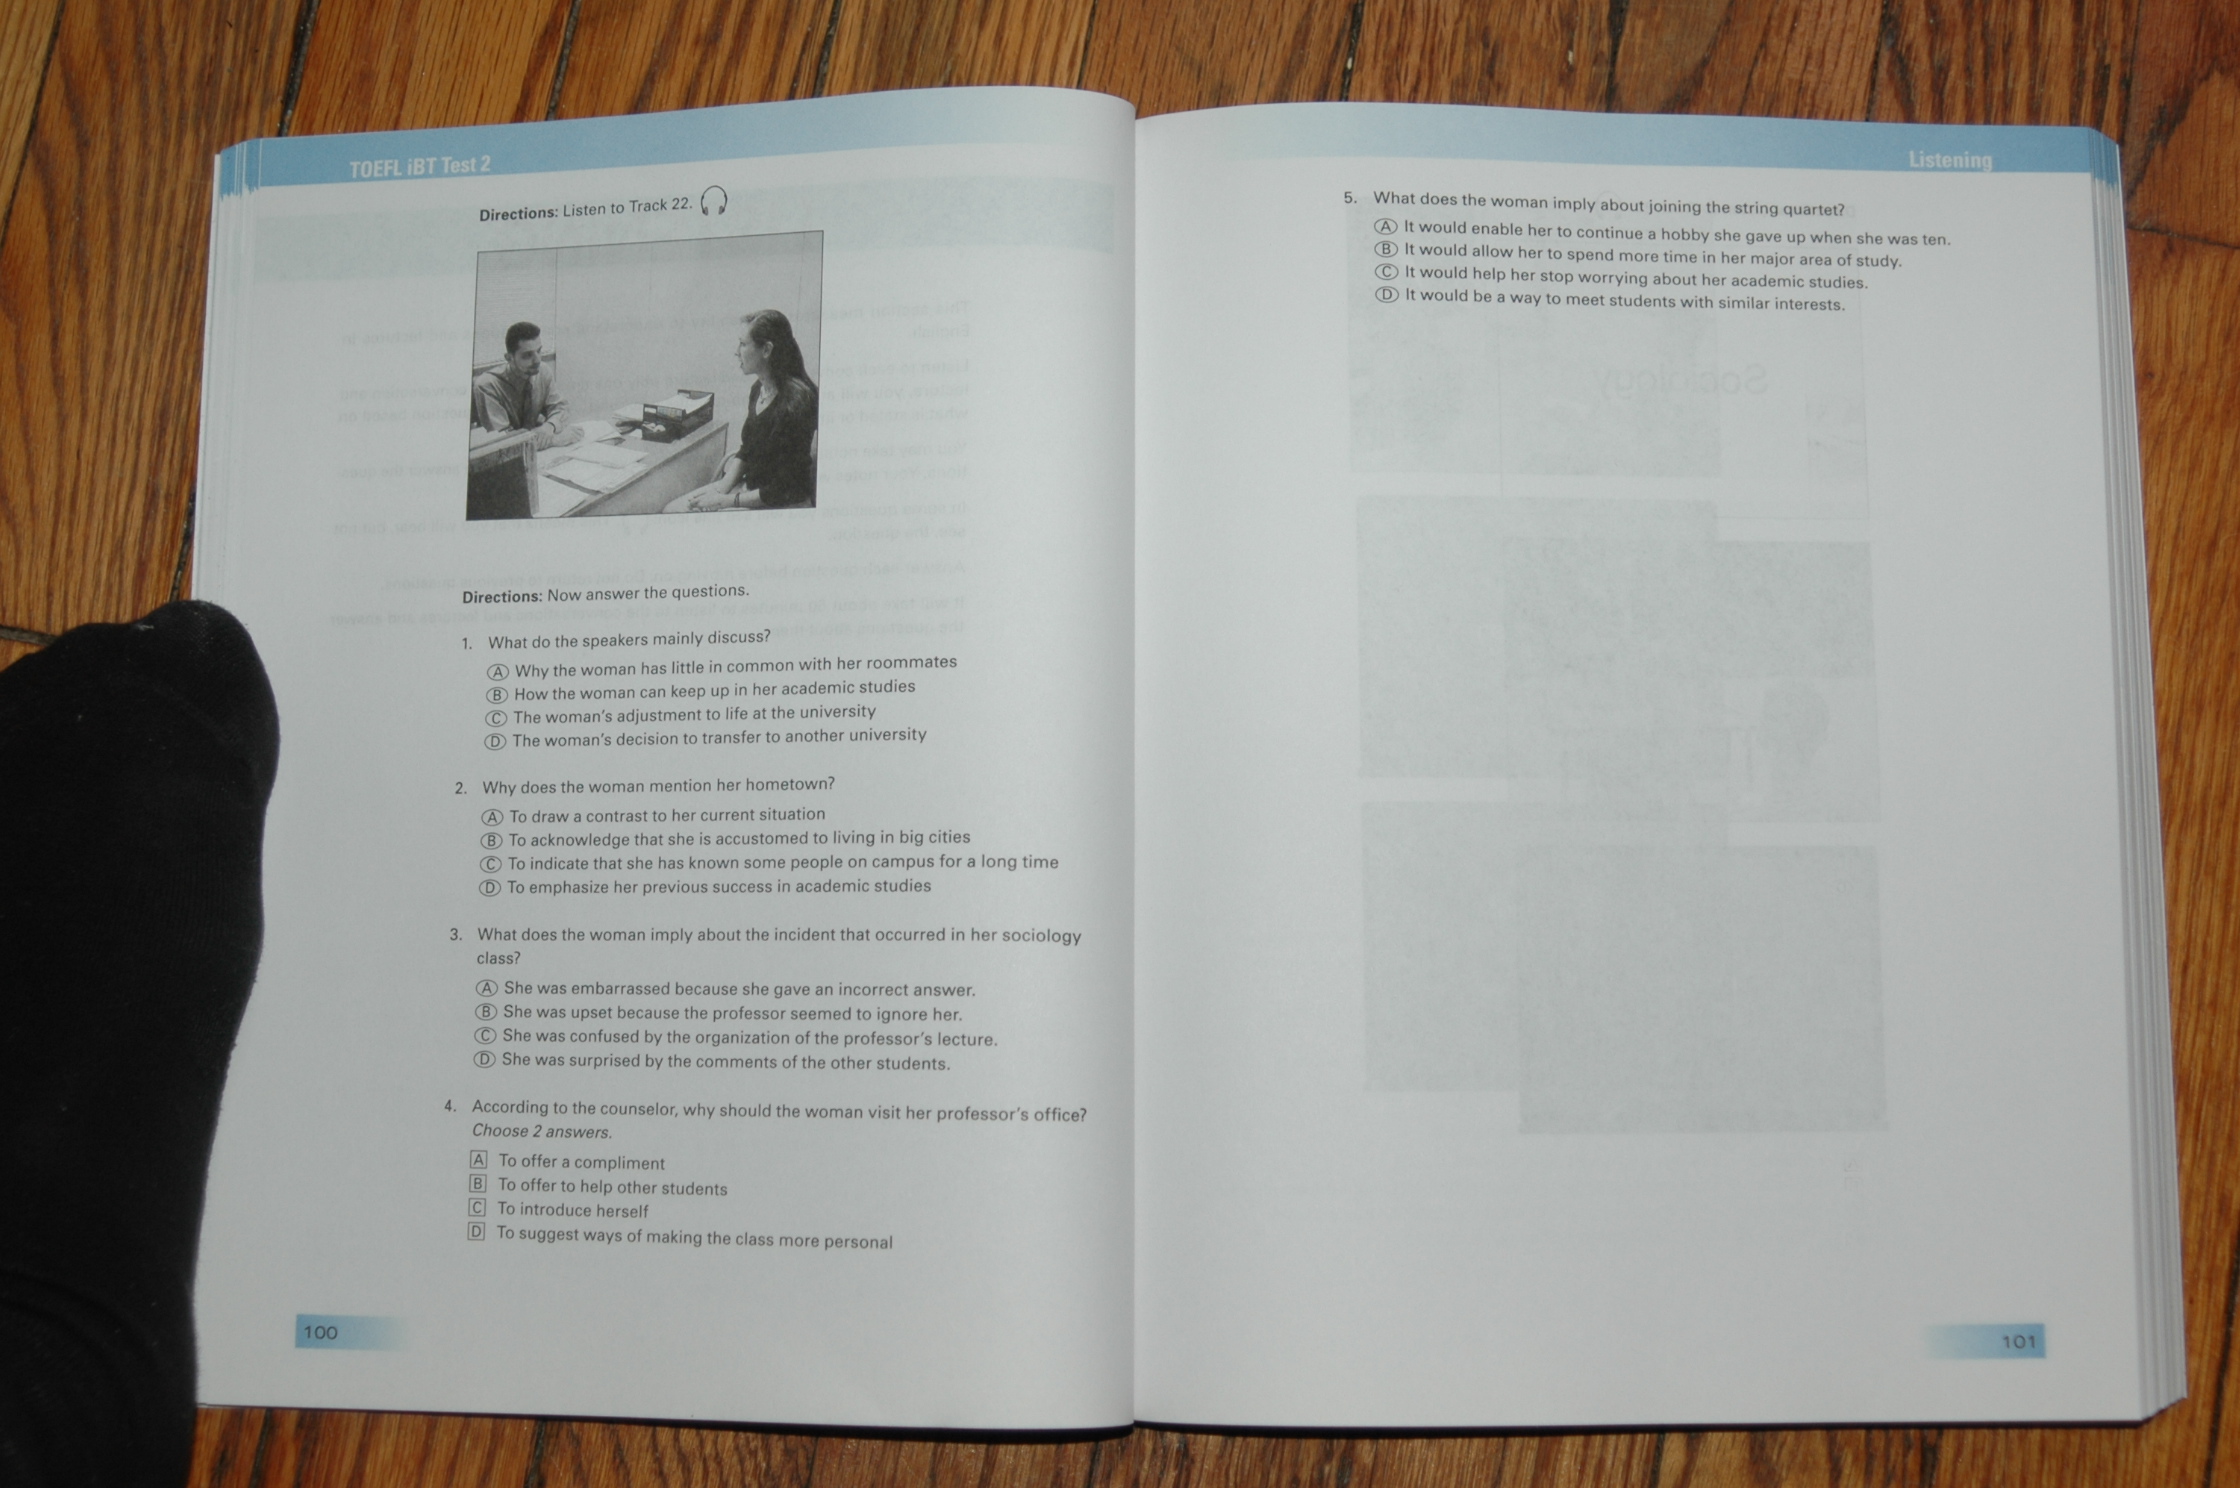 TOEFL iBT Test 2
Directions: Listen to Track 22.
Directions: Now answer the questions.
1. What do the speakers mainly discuss?
A Why the woman has little in common with her roommates
B How the woman can keep up in her academic studies
C The woman's adjustment to life at the university
D The woman's decision to transfer to another university
2. Why does the woman mention her hometown?
A To draw a contrast to her current situation
B To acknowledge that she is accustomed to living in big cities
C To indicate that she has known some people on campus for a long time
D To emphasize her previous success in academic studies
3. What does the woman imply about the incident that occurred in her sociology
class?
A She was embarrassed because she gave an incorrect answer.
B She was upset because the professor seemed to ignore her.
C She was confused by the organization of the professor's lecture.
D She was surprised by the comments of the other students.
4. According to the counselor, why should the woman visit her professor's office?
Choose 2 answers.
A To offer a compliment
B To offer to help other students
C To introduce herself
D To suggest ways of making the class more personal
100
Listening
5. What does the woman imply about joining the string quartet?
A It would enable her to continue a hobby she gave up when she was ten.
B It would allow her to spend more time in her major area of study.
C It would help her stop worrying about her academic studies.
D It would be a way to meet students with similar interests.
101